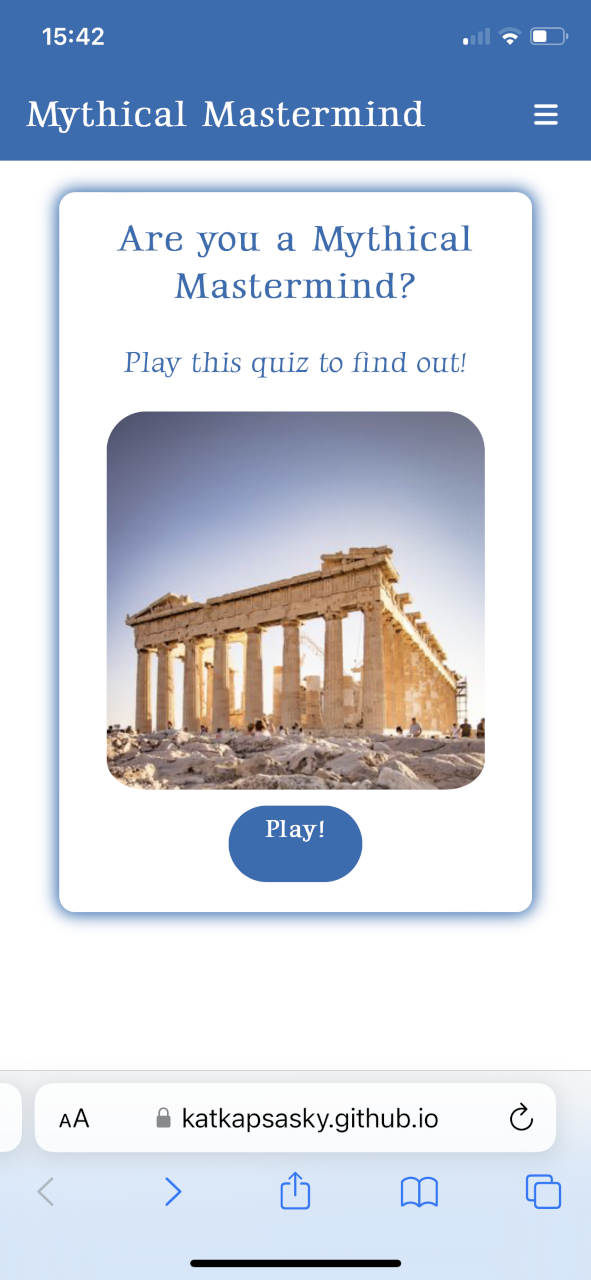 15:42
Mythical Mastermind
Are you a Mythical
Mastermind?
Play this quiz to find out!
Play!
AA
katkapsasky.github.io